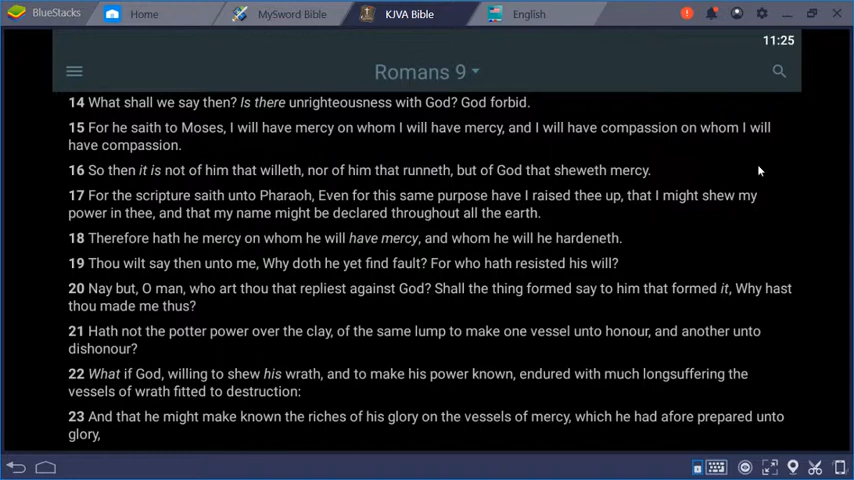 BlueStacks Home MySword Bible KJVA Bible English
11:25
Romans 9
14 What shall we say then? Is there unrighteousness with God? God forbid.
15 For he saith to Moses, I will have mercy on whom I will have mercy, and I will have compassion on whom I will
have compassion.
16 So then it is not of him that willeth, nor of him that runneth, but of God that sheweth mercy.
17 For the scripture saith unto Pharaoh, Even for this same purpose have I raised thee up, that I might shew my
power in thee, and that my name might be declared throughout all the earth.
18 Therefore hath he mercy on whom he will have mercy, and whom he will he hardeneth.
19 Thou wilt say then unto me, Why doth he yet find fault? For who hath resisted his will?
20 Nay but, O man, who art thou that repliest against God? Shall the thing formed say to him that formed it, Why hast
thou made me thus?
21 Hath not the potter power over the clay, of the same lump to make one vessel unto honour, and another unto
dishonour?
22 What if God, willing to shew his wrath, and to make his power known, endured with much longsuffering the
vessels of wrath fitted to destruction:
23 And that he might make known the riches of his glory on the vessels of mercy, which he had afore prepared unto
glory,